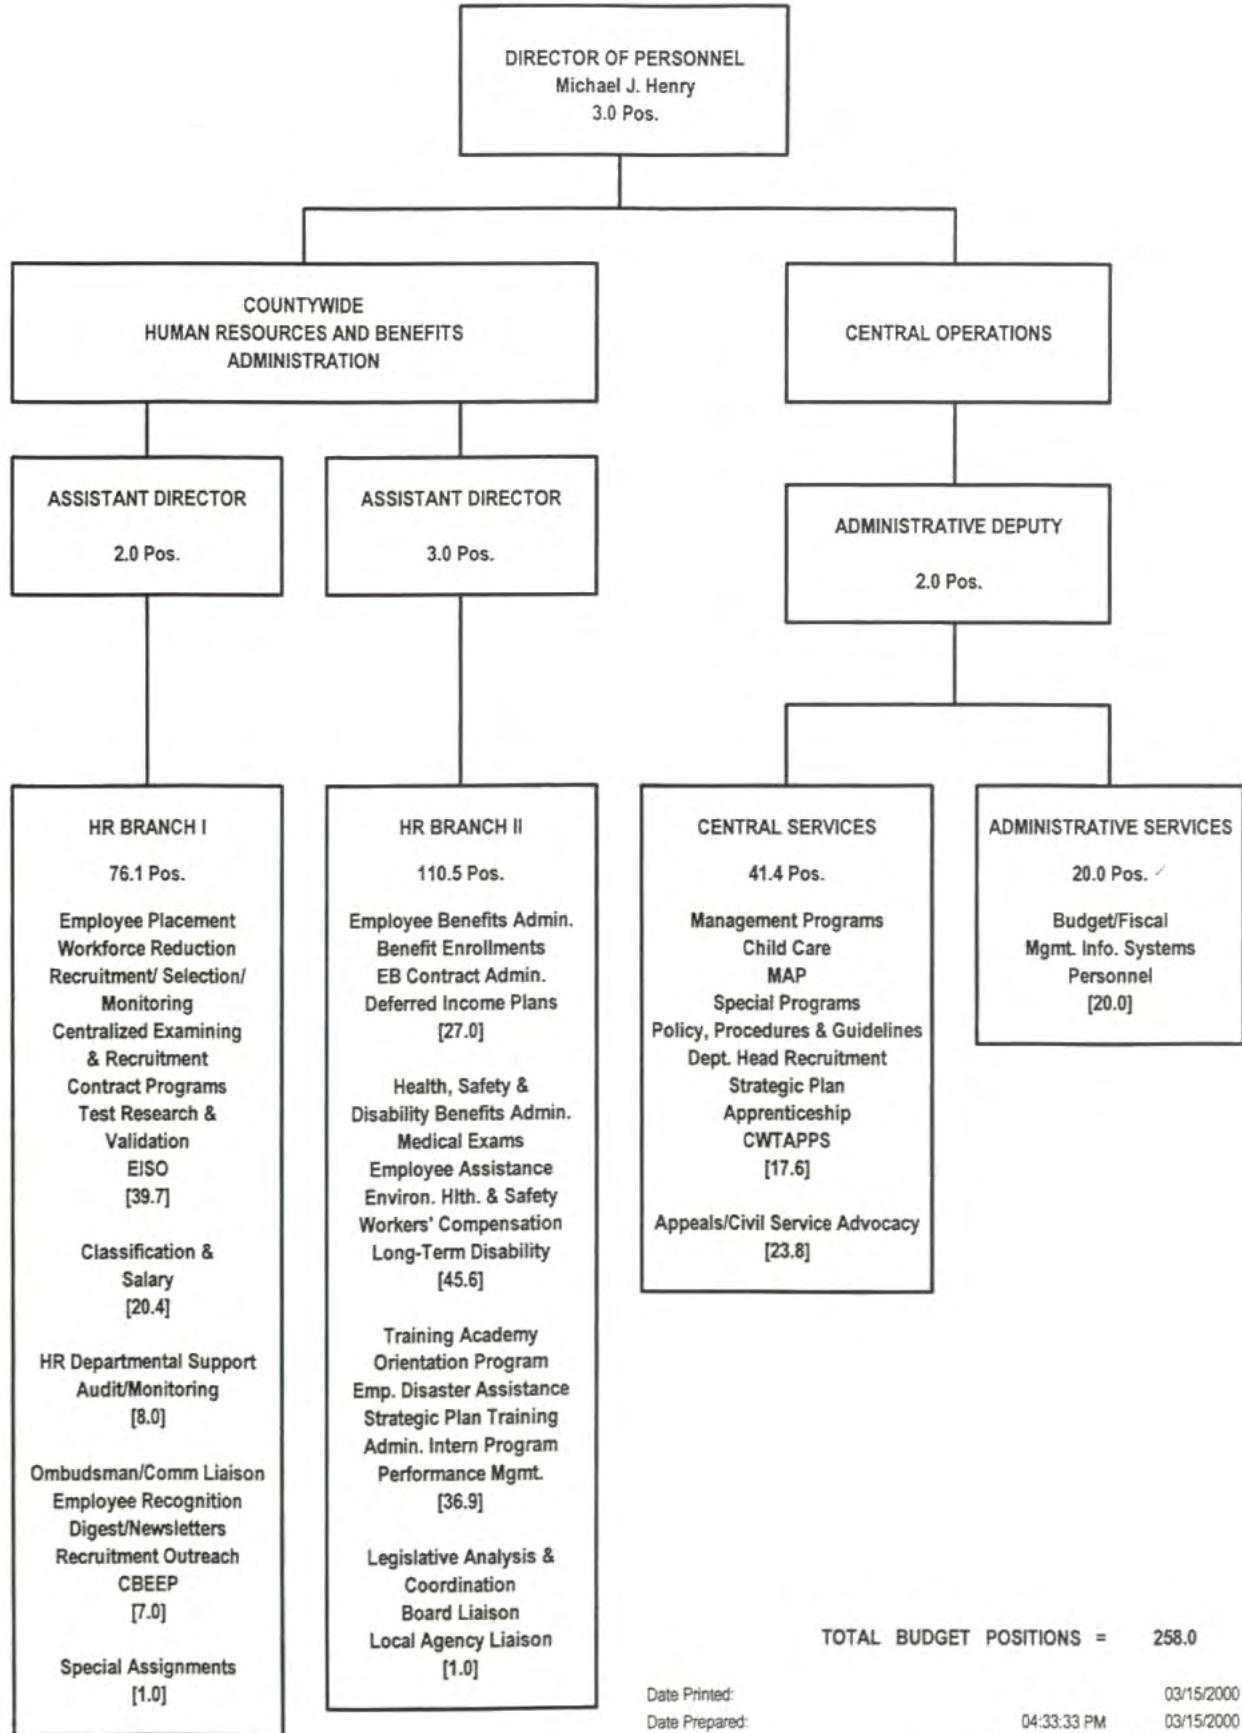 DIRECTOR OF PERSONNEL
Michael J. Henry
3.0 Pos.
COUNTYWIDE
HUMAN RESOURCES AND BENEFITS
ADMINISTRATION
CENTRAL OPERATIONS
ASSISTANT DIRECTOR
2.0 Pos.
ASSISTANT DIRECTOR
3.0 Pos.
ADMINISTRATIVE DEPUTY
2.0 Pos.
HR BRANCH I
76.1 Pos.
Employee Placement
Workforce Reduction
Recruitment/ Selection/
Monitoring
Centralized Examining
& Recruitment
Contract Programs
Test Research &
Validation
EISO
[39.7]
Classification &
Salary
[20.4]
HR Departmental Support
Audit/Monitoring
[8.0]
Ombudsman/Comm Liaison
Employee Recognition
Digest/Newsletters
Recruitment Outreach
CBEEP
[7.0]
Special Assignments
[1.0]
HR BRANCH II
110.5 Pos.
Employee Benefits Admin.
Benefit Enrollments
EB Contract Admin.
Deferred Income Plans
[27.0]
Health, Safety &
Disability Benefits Admin.
Medical Exams
Employee Assistance
Environ. Hlth. & Safety
Workers' Compensation
Long-Term Disability
[45.6]
Training Academy
Orientation Program
Emp. Disaster Assistance
Strategic Plan Training
Admin. Intern Program
Performance Mgmt.
[36.9]
Legislative Analysis &
Coordination
Board Liaison
Local Agency Liaison
[1.0]
CENTRAL SERVICES
41.4 Pos.
Management Programs
Child Care
MAP
Special Programs
Policy, Procedures & Guidelines
Dept. Head Recruitment
Strategic Plan
Apprenticeship
CWTAPPS
[17.6]
Appeals/Civil Service Advocacy
[23.8]
ADMINISTRATIVE SERVICES
20.0 Pos. ✓
Budget/Fiscal
Mgmt. Info. Systems
Personnel
[20.0]
TOTAL BUDGET POSITIONS = 258.0
Date Printed: 03/15/2000
Date Prepared: 04:33:33 PM 03/15/2000